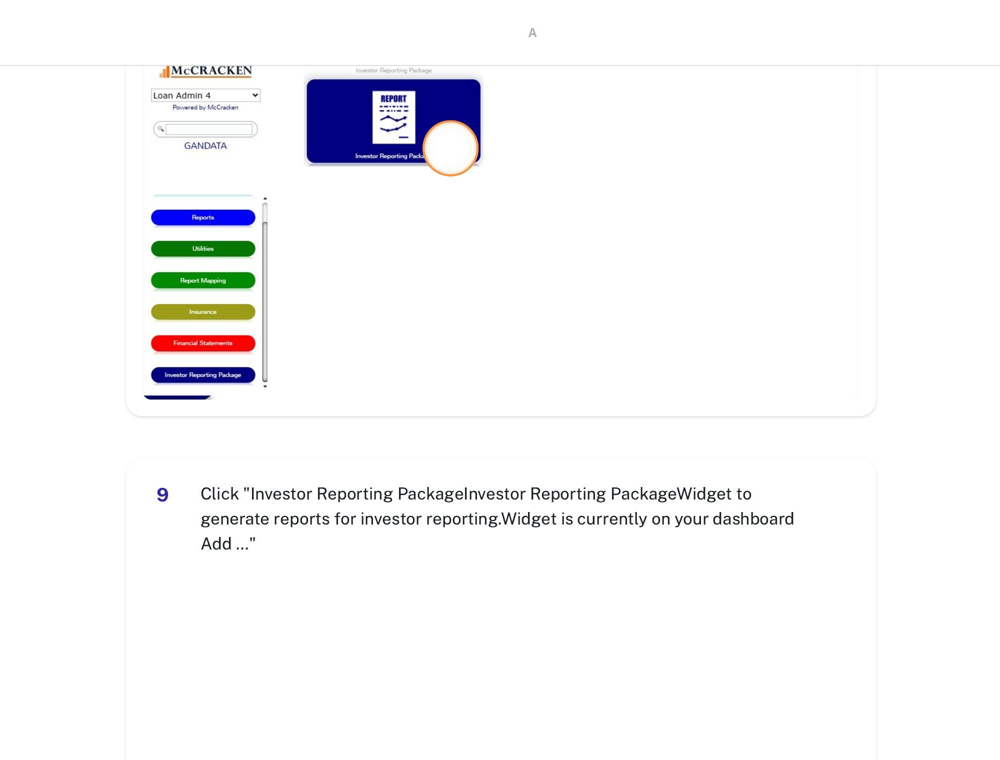 A
McCRACKEN
Investor Reporting Package
Loan Admin 4
Powered by McCracken
GANDATA
REPORT
Investor Reporting
Reports
Utilities
Report Mapping
Insurance
Financial Statements
Investor Reporting Package
9
Click "Investor Reporting PackageInvestor Reporting PackageWidget to
generate reports for investor reporting.Widget is currently on your dashboard
Add ..."